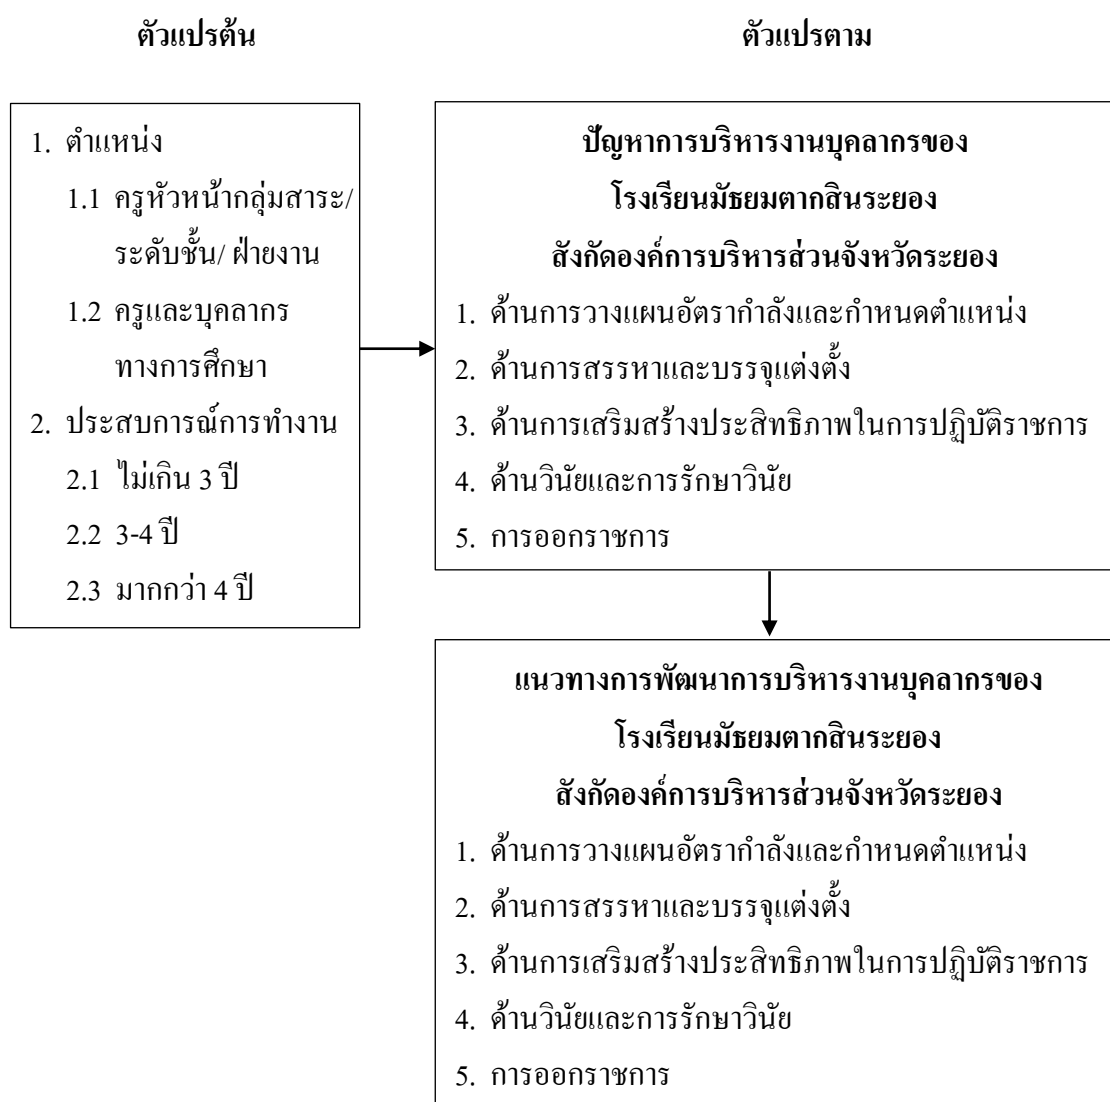 ตัวแปรต้น
ตัวแปรตาม
1. ตำแหน่ง
1.1 ครูหัวหน้ากลุ่มสาระ/
ระดับชั้น/ ฝ่ายงาน
1.2 ครูและบุคลากร
ทางการศึกษา
2. ประสบการณ์การทำงาน
2.1 ไม่เกิน 3 ปี
2.2 3-4 ปี
2.3 มากกว่า 4 ปี
ปัญหาการบริหารงานบุคลากรของ
โรงเรียนมัธยมตากสินระยอง
สังกัดองค์การบริหารส่วนจังหวัดระยอง
1. ด้านการวางแผนอัตรากำลังและกำหนดตำแหน่ง
2. ด้านการสรรหาและบรรจุแต่งตั้ง
3. ด้านการเสริมสร้างประสิทธิภาพในการปฏิบัติราชการ
4. ด้านวินัยและการรักษาวินัย
5. การออกราชการ
แนวทางการพัฒนาการบริหารงานบุคลากรของ
โรงเรียนมัธยมตากสินระยอง
สังกัดองค์การบริหารส่วนจังหวัดระยอง
1. ด้านการวางแผนอัตรากำลังและกำหนดตำแหน่ง
2. ด้านการสรรหาและบรรจุแต่งตั้ง
3. ด้านการเสริมสร้างประสิทธิภาพในการปฏิบัติราชการ
4. ด้านวินัยและการรักษาวินัย
5. การออกราชการ